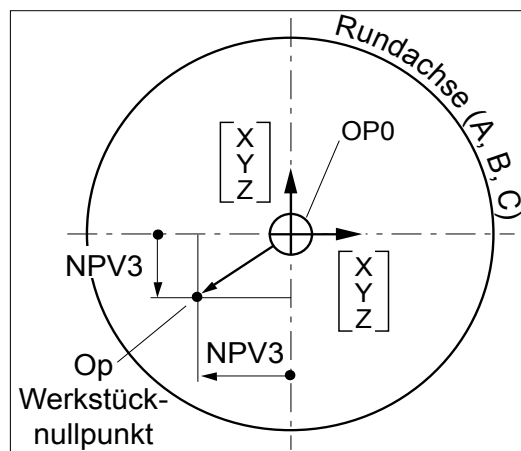 Rundachse (A, B, C)
X
Y
Z
OP0
NPV3
X
Y
Z
NPV3
Op
Werkstück-
nullpunkt